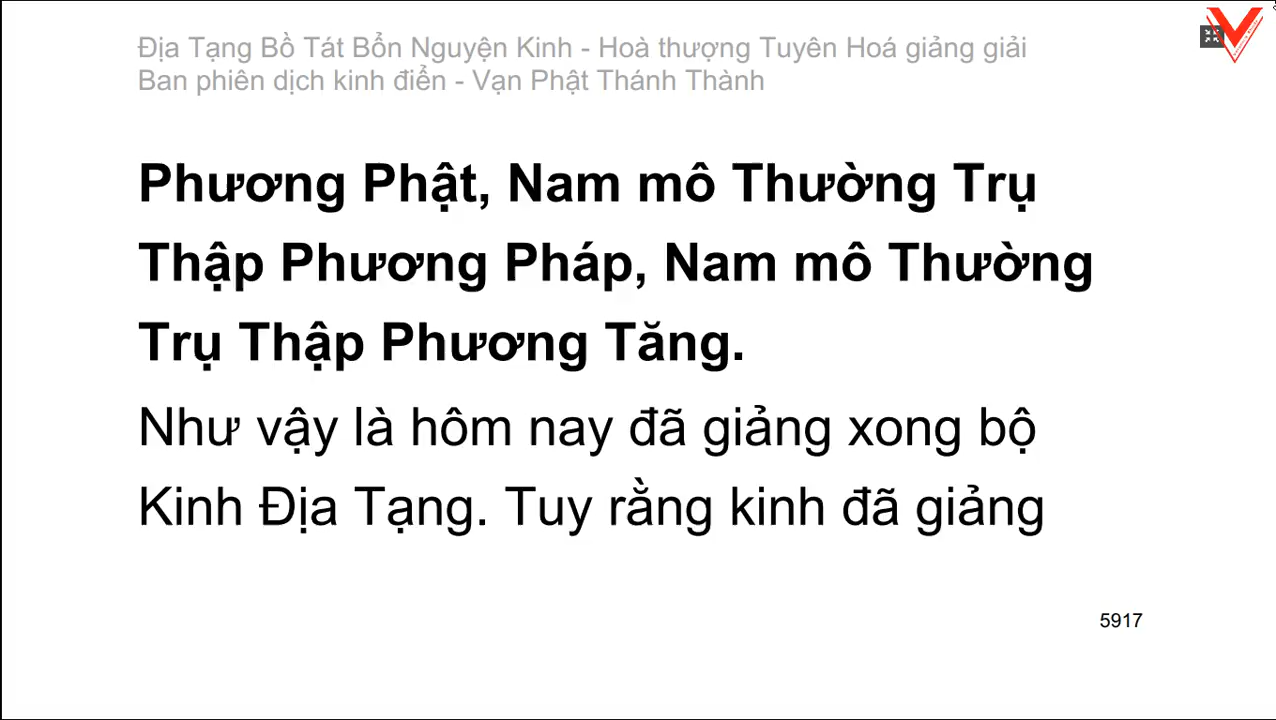 Địa Tạng Bồ Tát Bổn Nguyện Kinh - Hoà thượng Tuyên Hoá giảng giải
Ban phiên dịch kinh điển - Vạn Phật Thánh Thành
Phương Phật, Nam mô Thường Trụ
Thập Phương Pháp, Nam mô Thường
Trụ Thập Phương Tăng.
Như vậy là hôm nay đã giảng xong bộ
Kinh Địa Tạng. Tuy rằng kinh đã giảng
5917